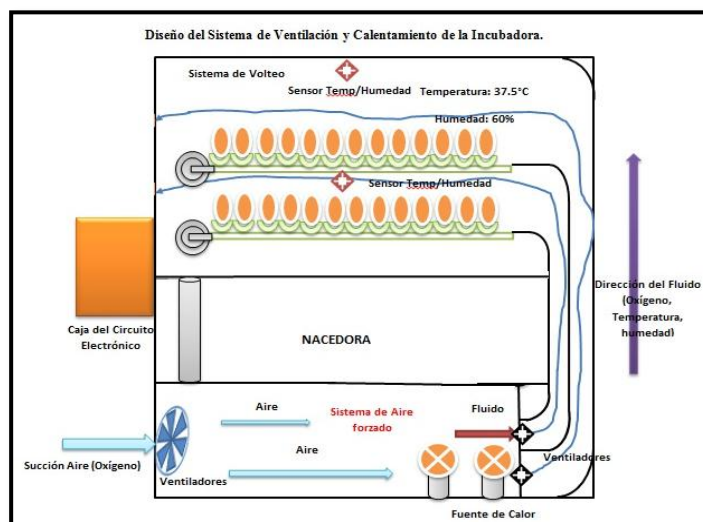 Diseño del Sistema de Ventilación y Calentamiento de la Incubadora.
Sistema de Volteo
Sensor Temp/Humedad
Temperatura: 37.5°C
Humedad: 60%
Sensor Temp/Humedad
Caja del Circuito
Electrónico
NACEDORA
Dirección del Fluido
(Oxígeno,
Temperatura,
humedad)
Aire
Sistema de Aire
forzado
Fluido
Succión Aire (Oxígeno)
Aire
Ventiladores
Ventiladores
Fuente de Calor